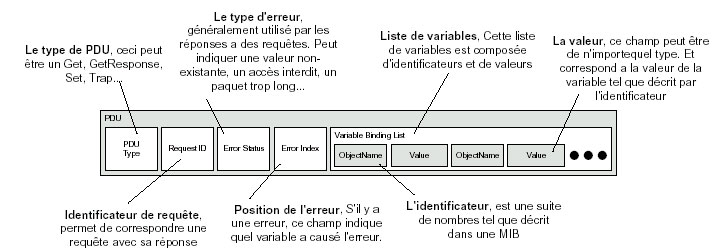 Le type d'erreur,
généralement utilisé par les
réponses a des requêtes. Peut
indiquer une valeur non-
existante, un accès interdit, un
paquet trop long...
Le type de PDU, ceci peut
être un Get, GetResponse,
Set, Trap...
Liste de variables, Cette liste
de variables est composée
d'identificateurs et de valeurs
La valeur, ce champ peut être
de n'importequel type. Et
correspond a la valeur de la
variable tel que décrit par
l'identificateur
PDU
PDU
Type
Request ID
Error Status
Error Index
Variable Binding List
ObjectName
Value
ObjectName
Value
Identificateur de requête,
permet de correspondre une
requête avec sa réponse
Position de l'erreur, S'il y a
une erreur, ce champ indique
quel variable a causé l'erreur.
L'identificateur, est une suite
de nombres tel que décrit
dans une MIB